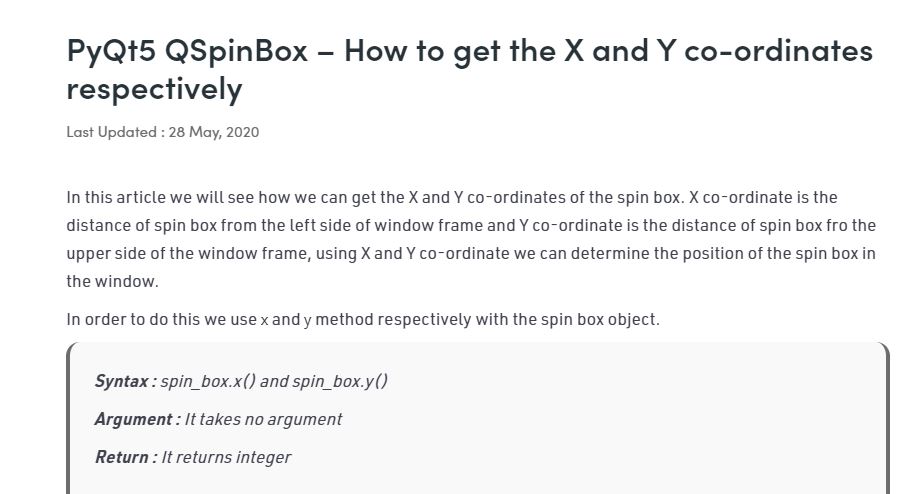 PyQt5 QSpinBox – How to get the X and Y co-ordinates
respectively
Last Updated : 28 May, 2020
In this article we will see how we can get the X and Y co-ordinates of the spin box. X co-ordinate is the
distance of spin box from the left side of window frame and Y co-ordinate is the distance of spin box fro the
upper side of the window frame, using X and Y co-ordinate we can determine the position of the spin box in
the window.
In order to do this we use x and y method respectively with the spin box object.
Syntax : spin_box.x() and spin_box.y()
Argument : It takes no argument
Return : It returns integer